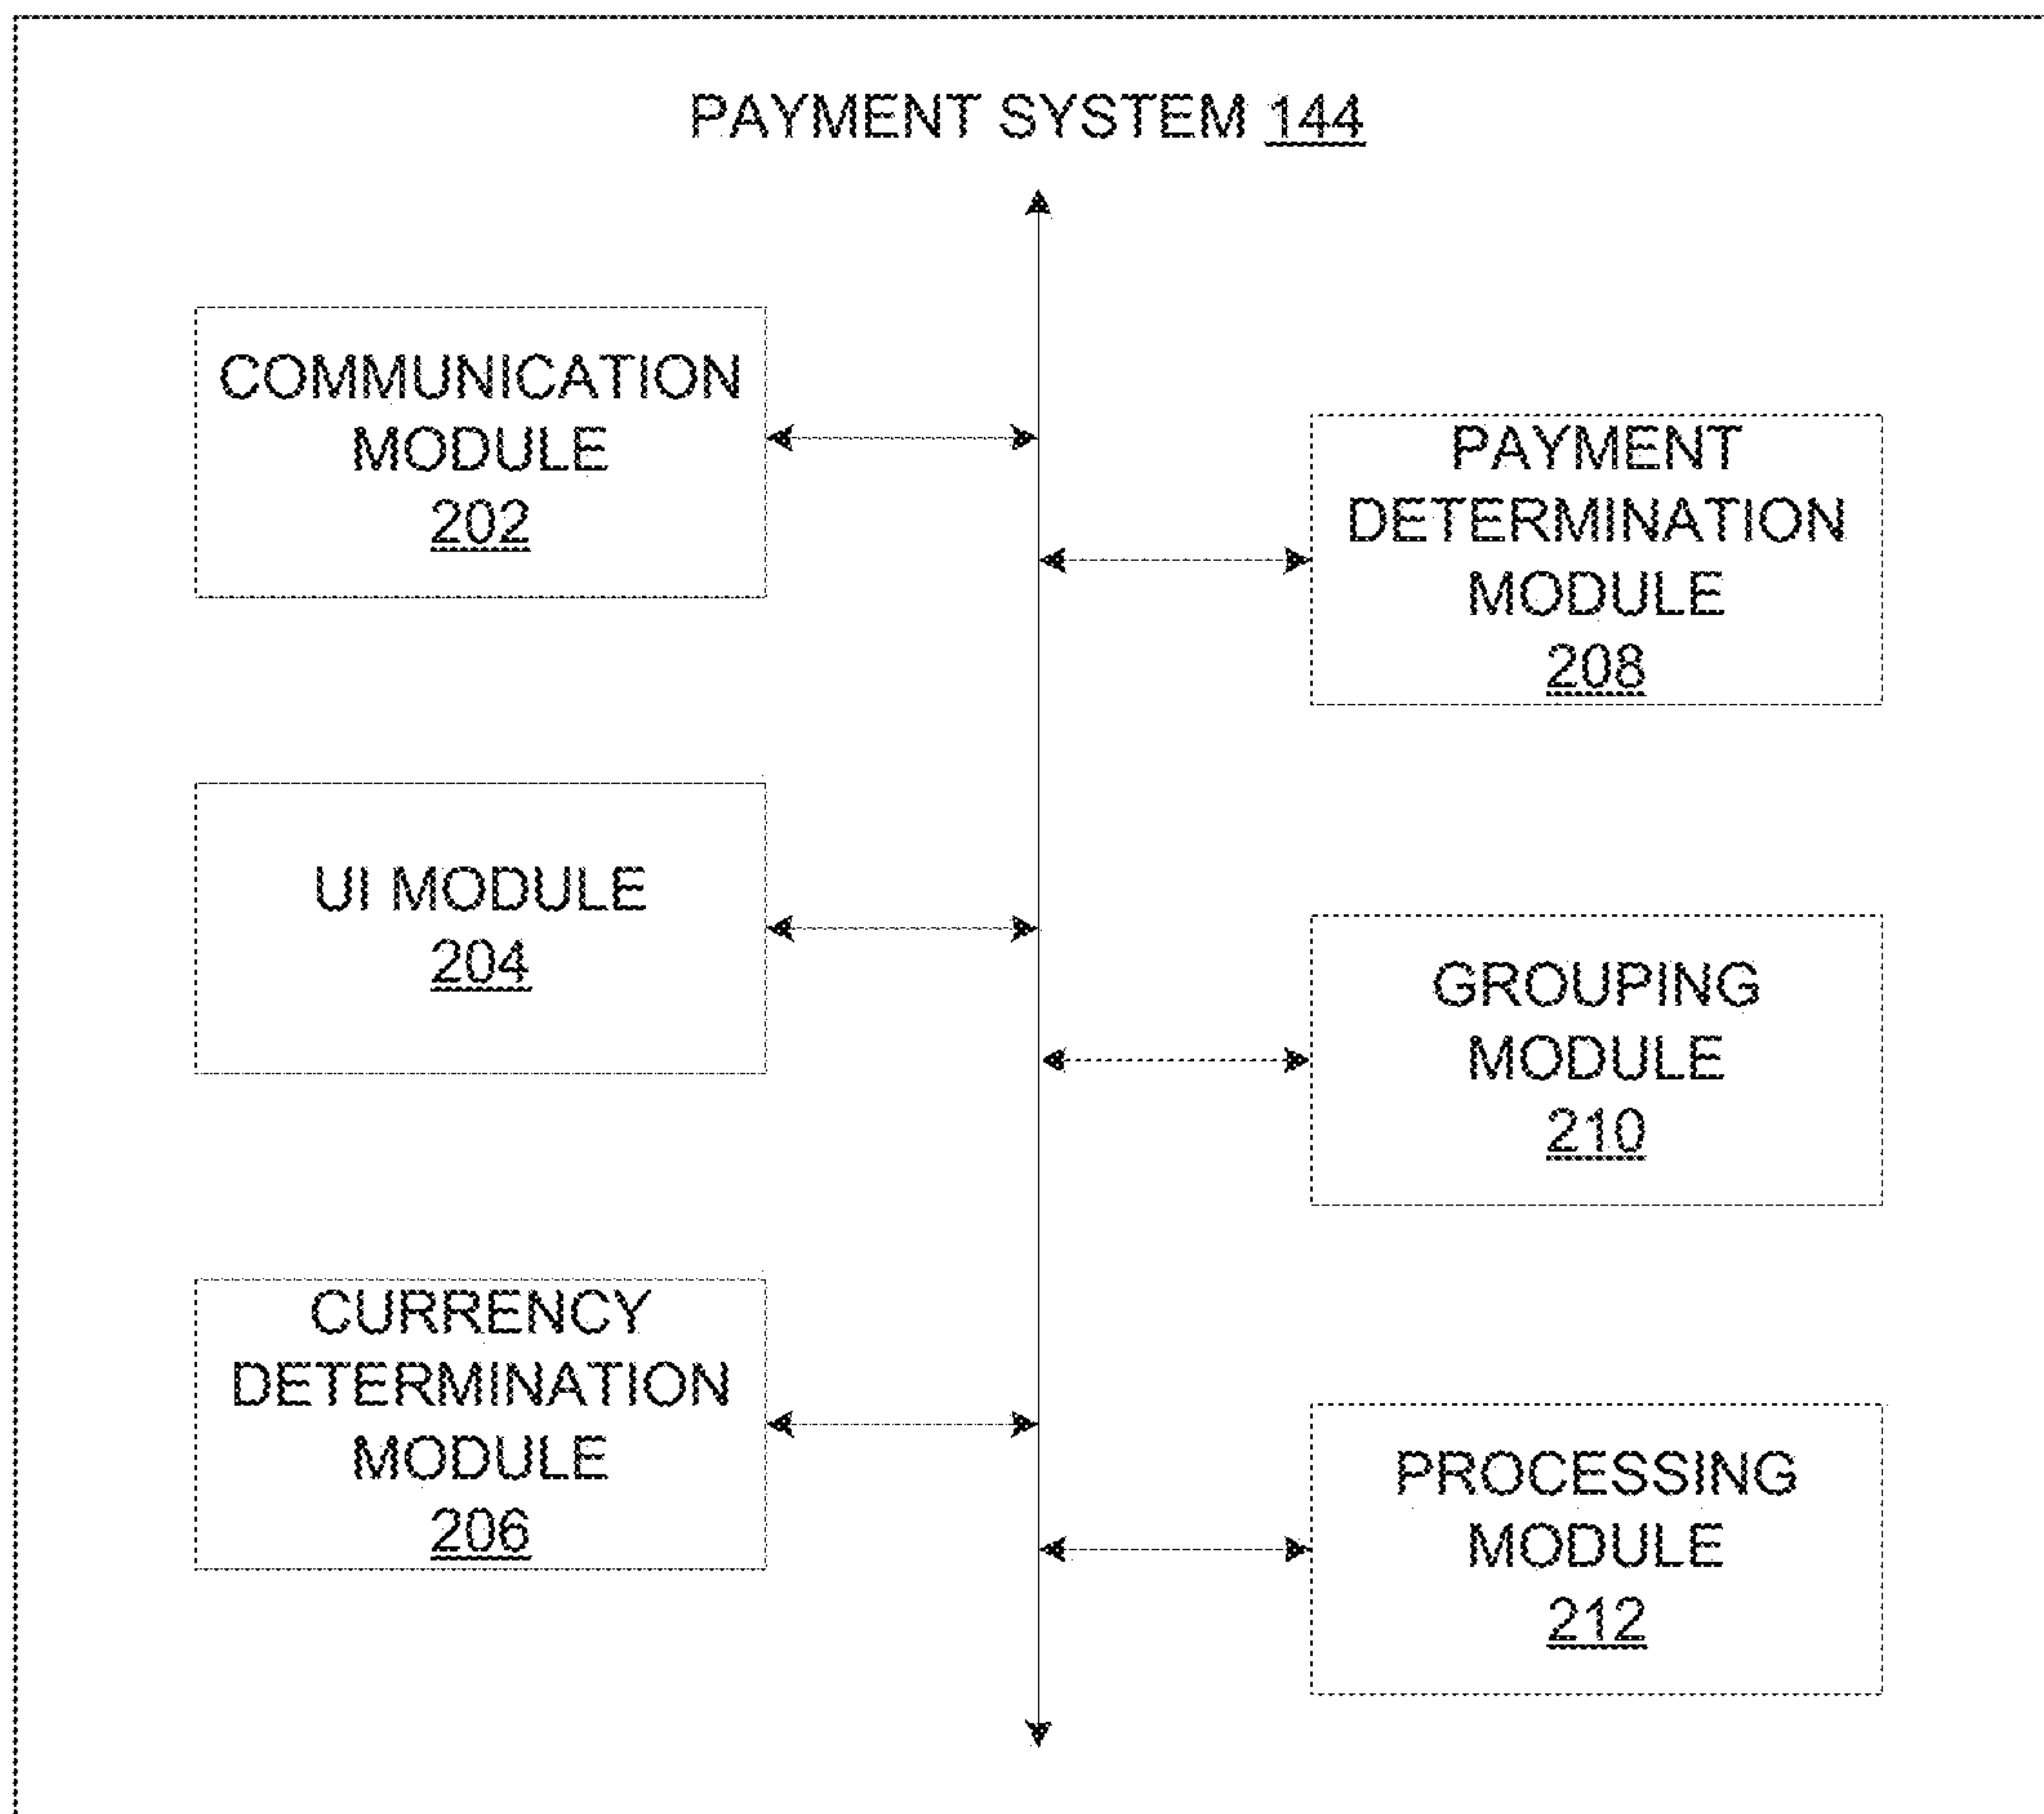 PAYMENT SYSTEM 144
COMMUNICATION
MODULE
202
UI MODULE
204
CURRENCY
DETERMINATION
MODULE
206
PAYMENT
DETERMINATION
MODULE
208
GROUPING
MODULE
210
PROCESSING
MODULE
212